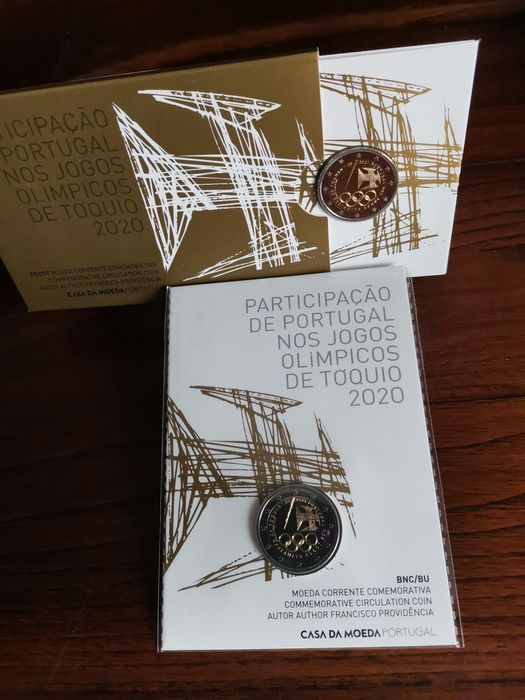 ICIPAÇÃO
PORTUGAL
NOS JOGOS
OLiMPICOS
DE TÓQUIO
2020
PROOF MOEDA CORRENTE COMEMORATIVA
COMMEMORATIVE CIRCULATION COIN
AUTOR AUTHOR FRANCISCO PROVIDÊNCIA
CASA DA MOEDA PORTUGAL
PARTICIPAÇÃO
DE PORTUGAL
NOS JOGOS
OLiMPICOS
DE TÓQUIO
2020
BNC/BU
MOEDA CORRENTE COMEMORATIVA
COMMEMORATIVE CIRCULATION COIN
AUTOR AUTHOR FRANCISCO PROVIDÊNCIA
CASA DA MOEDA PORTUGAL